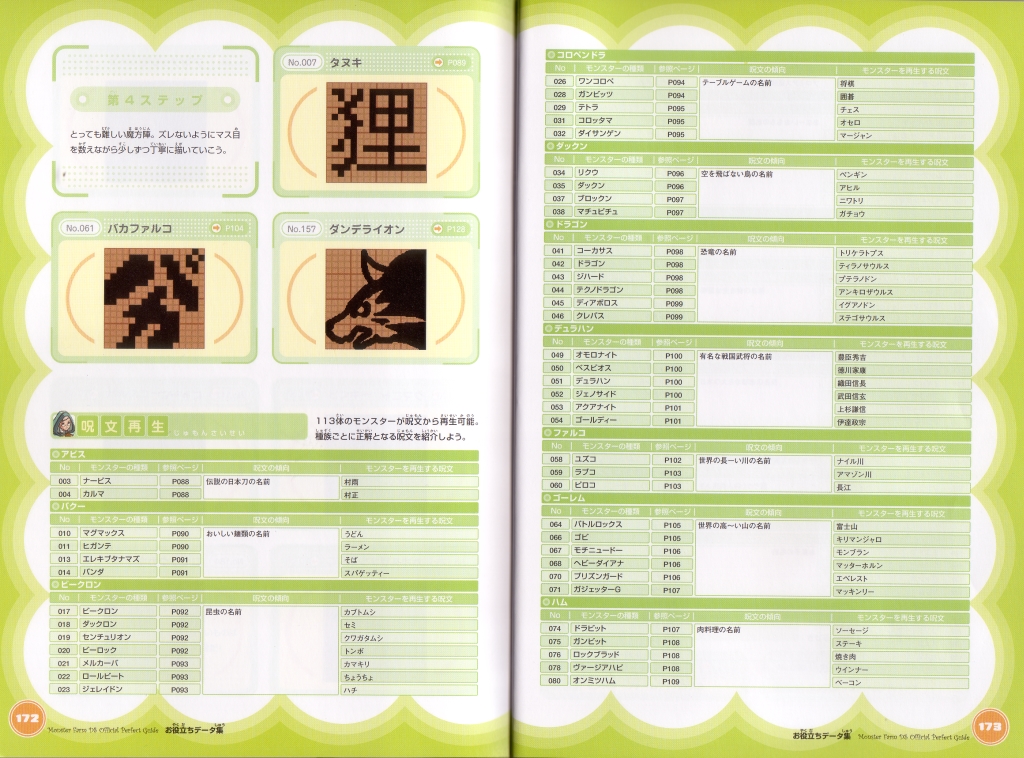 第4ステップ
とっても難しい魔方陣。ズレないようにマス目
を数えながら少しずつ丁寧に描いていこう。
No.007 タヌキ P089
狸
No.061 バカファルコ P104
No.157 ダンデライオン P128
呪文再生
じゅもんさいせい
113体のモンスターが呪文から再生可能。
種族ごとに正解となる呪文を紹介しよう。
アビス
No モンスターの種類 参照ページ 呪文の傾向 モンスターを再生する呪文
003 ナービス P088 伝説の日本刀の名前 村雨
004 カルマ P088 村正
バクー
No モンスターの種類 参照ページ 呪文の傾向 モンスターを再生する呪文
010 マグマックス P090 おいしい麺類の名前 うどん
011 ヒガンテ P090 ラーメン
013 エレキブタナマズ P091 そば
014 バンダ P091 スパゲッティー
ビークロン
No モンスターの種類 参照ページ 呪文の傾向 モンスターを再生する呪文
017 ビークロン P092 昆虫の名前 カブトムシ
018 ダックロン P092 セミ
019 センチュリオン P092 クワガタムシ
020 ビーロック P092 トンボ
021 メルカーバ P093 カマキリ
022 ロールビート P093 ちょうちょ
023 ジェレイドン P093 ハチ
172 Monster Farm DS Official Perfect Guide お役立ちデータ集
コロペンドラ
No モンスターの種類 参照ページ 呪文の傾向 モンスターを再生する呪文
026 ワンコロペ P094 テーブルゲームの名前 将棋
028 ガンビッツ P094 囲碁
029 テトラ P095 チェス
031 コロッタマ P095 オセロ
032 ダイサンゲン P095 マージャン
ダックン
No モンスターの種類 参照ページ 呪文の傾向 モンスターを再生する呪文
034 リクウ P096 空を飛ばない鳥の名前 ペンギン
035 ダックン P096 アヒル
037 ブロックン P097 ニワトリ
038 マチュピチュ P097 ガチョウ
ドラゴン
No モンスターの種類 参照ページ 呪文の傾向 モンスターを再生する呪文
041 コーカサス P098 恐竜の名前 トリケラトプス
042 ドラゴン P098 ティラノサウルス
043 ジハード P098 プテラノドン
044 テクノドラゴン P098 アンキロザウルス
045 ディアボロス P099 イグアノドン
046 クレバス P099 ステゴサウルス
デュラハン
No モンスターの種類 参照ページ 呪文の傾向 モンスターを再生する呪文
049 オモロナイト P100 有名な戦国武将の名前 豊臣秀吉
050 ベスピオス P100 徳川家康
051 デュラハン P100 織田信長
052 ジェノサイド P100 武田信玄
053 アクアナイト P101 上杉謙信
054 ゴールディー P101 伊達政宗
ファルコ
No モンスターの種類 参照ページ 呪文の傾向 モンスターを再生する呪文
058 ユズコ P102 世界の長ーい川の名前 ナイル川
059 ラブコ P103 アマゾン川
060 ピロコ P103 長江
ゴーレム
No モンスターの種類 参照ページ 呪文の傾向 モンスターを再生する呪文
064 バトルロックス P105 世界の高〜い山の名前 富士山
066 ゴビ P105 キリマンジャロ
067 モチニュードー P106 モンブラン
068 ヘビーダイアナ P106 マッターホルン
070 プリズンガード P106 エベレスト
071 ガジェッターG P107 マッキンリー
ハム
No モンスターの種類 参照ページ 呪文の傾向 モンスターを再生する呪文
074 ドラビット P107 肉料理の名前 ソーセージ
075 ガンビット P108 ステーキ
076 ロックブラッド P108 焼き肉
078 ヴァージアハピ P108 ウインナー
080 オンミツハム P109 ベーコン
お役立ちデータ集 Monster Farm DS Official Perfect Guide 173